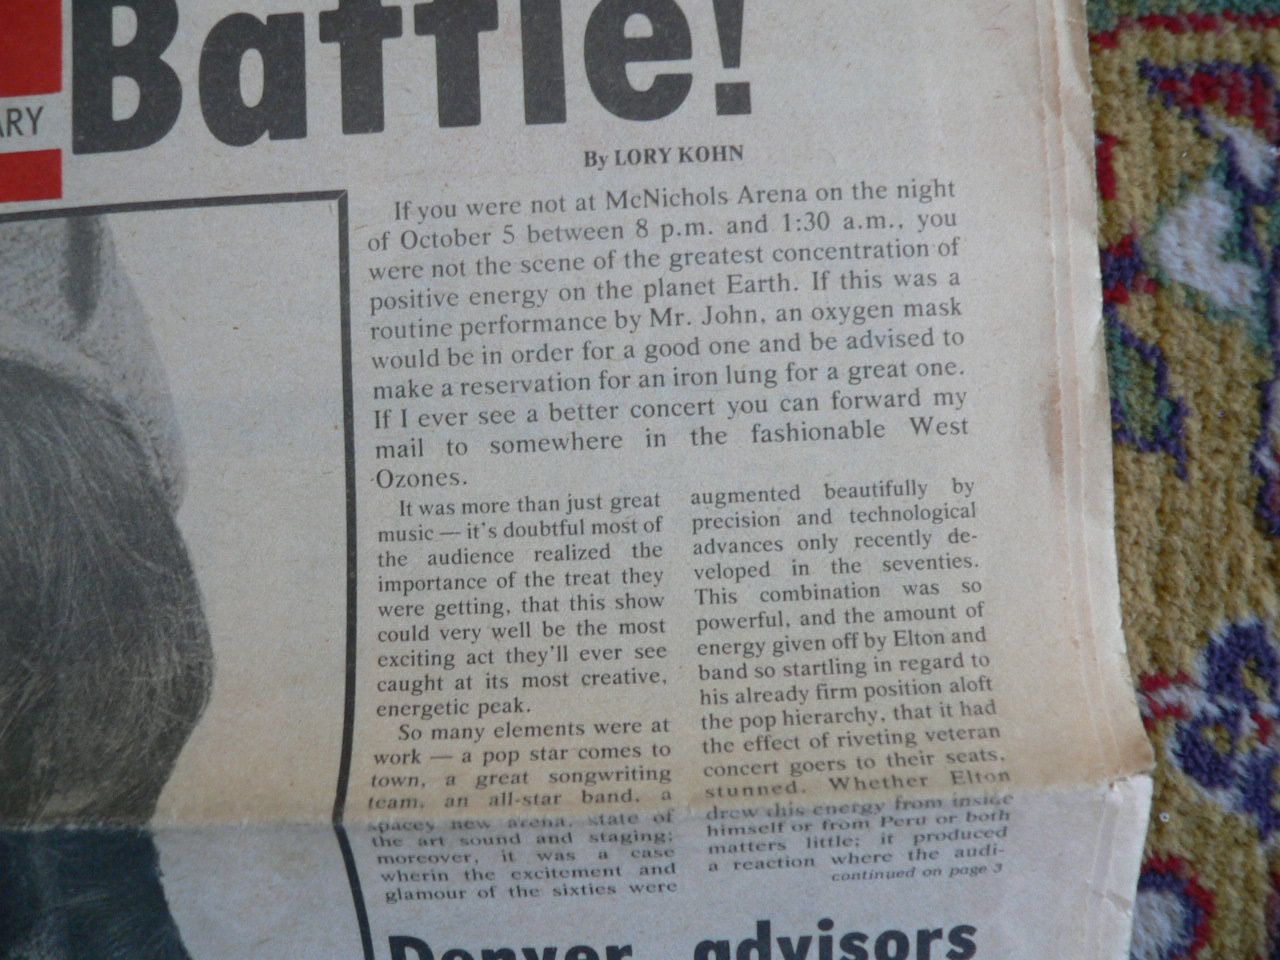 Battle!
ARY
By LORY KOHN
If you were not at McNichols Arena on the night
of October 5 between 8 p.m. and 1:30 a.m., you
were not the scene of the greatest concentration of
positive energy on the planet Earth. If this was a
routine performance by Mr. John, an oxygen mask
would be in order for a good one and be advised to
make a reservation for an iron lung for a great one.
If I ever see a better concert you can forward my
mail to somewhere in the fashionable West
Ozones.
It was more than just great
music — it's doubtful most of
the audience realized the
importance of the treat they
were getting, that this show
could very well be the most
exciting act they'll ever see
caught at its most creative,
energetic peak.
So many elements were at
work — a pop star comes to
town, a great songwriting
team, an all-star band, a
spacey new arena, state of
the art sound and staging;
moreover, it was a case
wherin the excitement and
glamour of the sixties were
augmented beautifully by
precision and technological
advances only recently de-
veloped in the seventies.
This combination was so
powerful, and the amount of
energy given off by Elton and
band so startling in regard to
his already firm position aloft
the pop hierarchy, that it had
the effect of riveting veteran
concert goers to their seats,
stunned. Whether Elton
drew this energy from inside
himself or from Peru or both
matters little; it produced
a reaction where the audi-
continued on page 3
Denver advisors